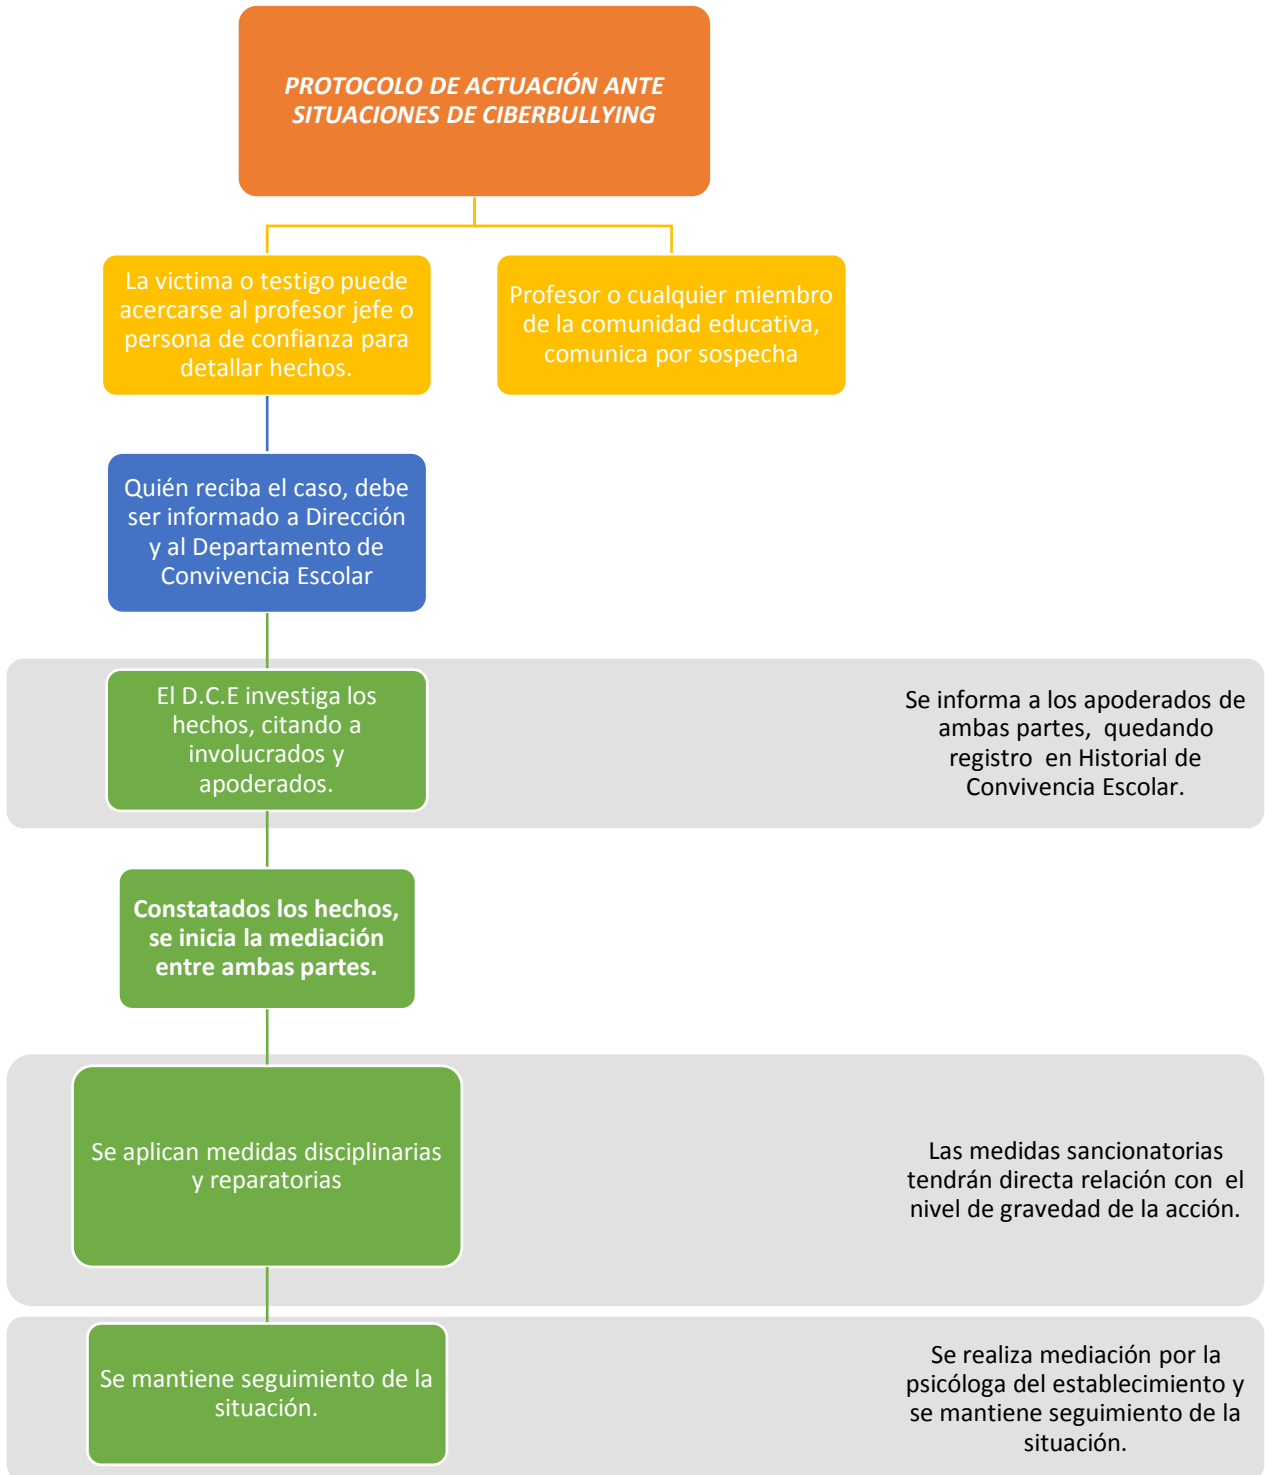 PROTOCOLO DE ACTUACIÓN ANTE
SITUACIONES DE CIBERBULLYING
La victima o testigo puede
acercarse al profesor jefe o
persona de confianza para
detallar hechos.
Profesor o cualquier miembro
de la comunidad educativa,
comunica por sospecha
Quién reciba el caso, debe
ser informado a Dirección
y al Departamento de
Convivencia Escolar
El D.C.E investiga los
hechos, citando a
involucrados y
apoderados.
Se informa a los apoderados de
ambas partes, quedando
registro en Historial de
Convivencia Escolar.
Constatados los hechos,
se inicia la mediación
entre ambas partes.
Se aplican medidas disciplinarias
y reparatorias
Las medidas sancionatorias
tendrán directa relación con el
nivel de gravedad de la acción.
Se mantiene seguimiento de la
situación.
Se realiza mediación por la
psicóloga del establecimiento y
se mantiene seguimiento de la
situación.